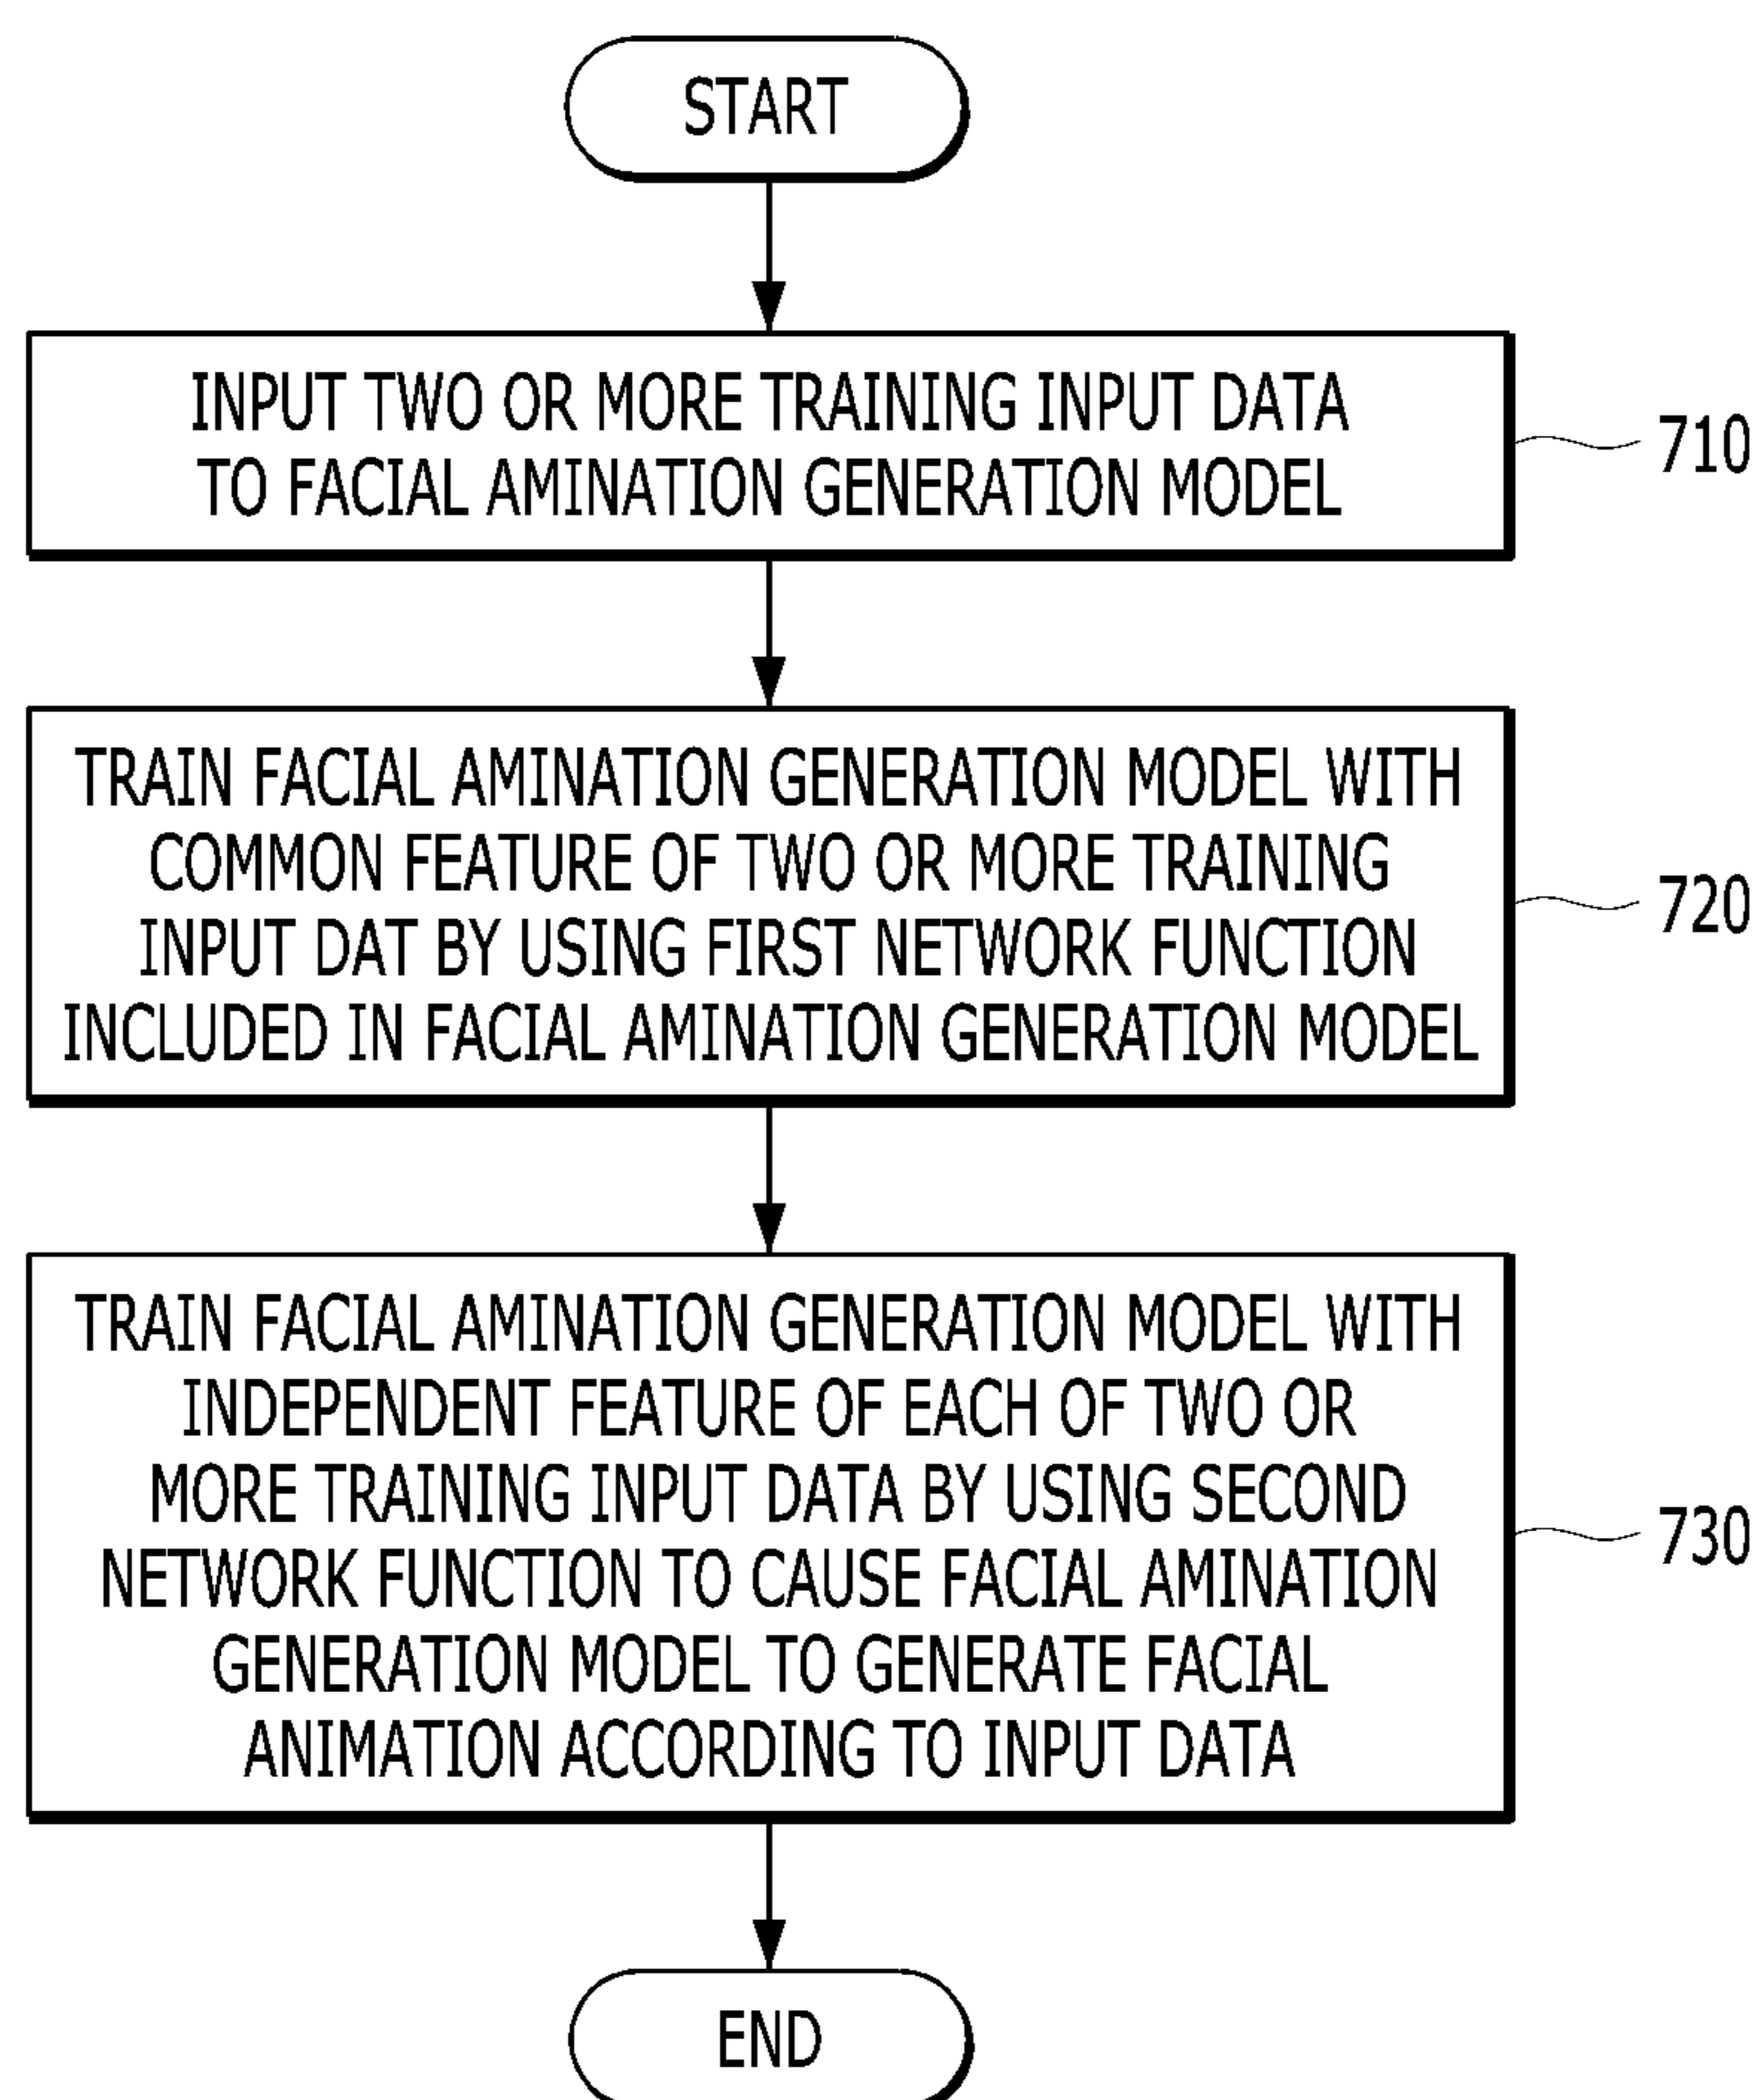 START
INPUT TWO OR MORE TRAINING INPUT DATA
TO FACIAL AMINATION GENERATION MODEL
710
TRAIN FACIAL AMINATION GENERATION MODEL WITH
COMMON FEATURE OF TWO OR MORE TRAINING
INPUT DAT BY USING FIRST NETWORK FUNCTION
INCLUDED IN FACIAL AMINATION GENERATION MODEL
720
TRAIN FACIAL AMINATION GENERATION MODEL WITH
INDEPENDENT FEATURE OF EACH OF TWO OR
MORE TRAINING INPUT DATA BY USING SECOND
NETWORK FUNCTION TO CAUSE FACIAL AMINATION
GENERATION MODEL TO GENERATE FACIAL
ANIMATION ACCORDING TO INPUT DATA
730
END